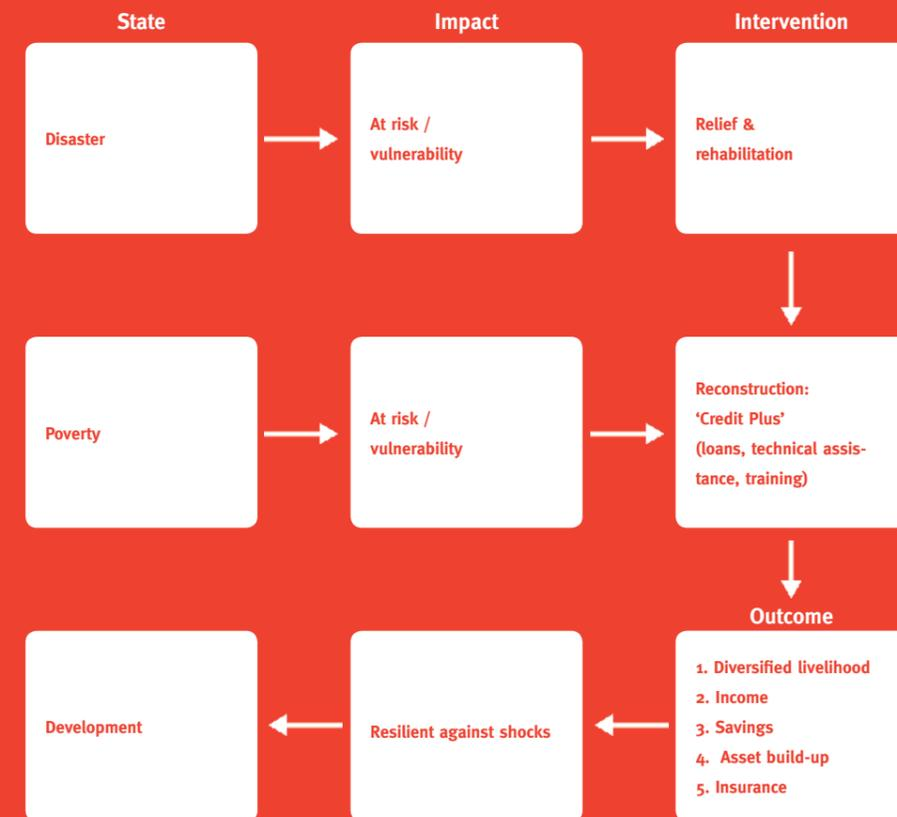 State
Impact
Intervention
Disaster
At risk /
vulnerability
Relief &
rehabilitation
Poverty
At risk /
vulnerability
Reconstruction:
‘Credit Plus’
(loans, technical assis-
tance, training)
Outcome
Development
Resilient against shocks
1. Diversified livelihood
2. Income
3. Savings
4.  Asset build-up
5. Insurance